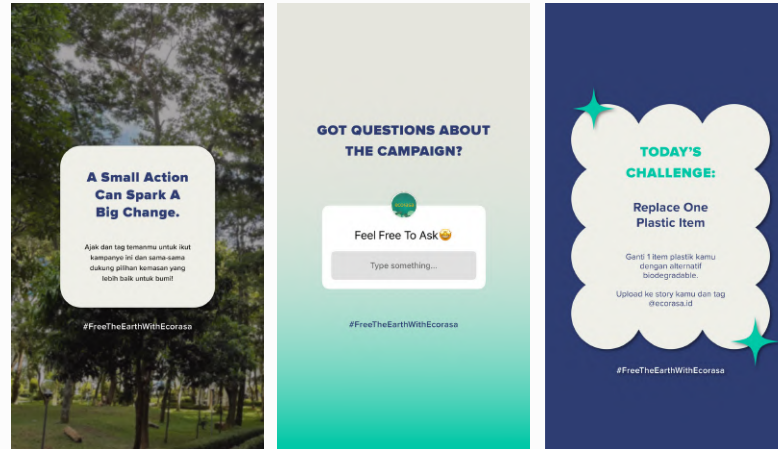 A Small Action
Can Spark A
Big Change.
Ajak dan tag temanmu untuk ikut
kampanye ini dan sama-sama
dukung pilihan kemasan yang
lebih baik untuk bumi!
#FreeTheEarthWithEcorasa
GOT QUESTIONS ABOUT
THE CAMPAIGN?
ECORASA
Feel Free To Ask🤩
Type something...
#FreeTheEarthWithEcorasa
TODAY'S
CHALLENGE:
Replace One
Plastic Item
Ganti 1 item plastik kamu
dengan alternatif
biodegradable.
Upload ke story kamu dan tag
@ecorasa.id
#FreeTheEarthWithEcorasa